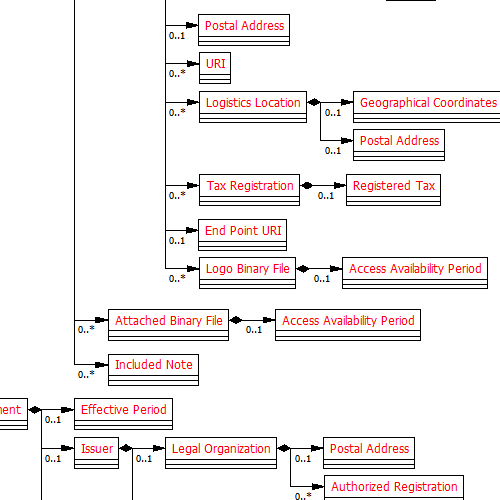 Postal Address
0..1
URI
0..*
Logistics Location
Geographical Coordinates
0..*
0..1
Postal Address
0..1
Tax Registration
Registered Tax
0..*
0..1
End Point URI
0..1
Logo Binary File
Access Availability Period
0..*
0..1
Attached Binary File
Access Availability Period
0..*
0..1
Included Note
0..*
Effective Period
0..1
Issuer
Legal Organization
Postal Address
0..1
0..1
0..1
Authorized Registration
0..*